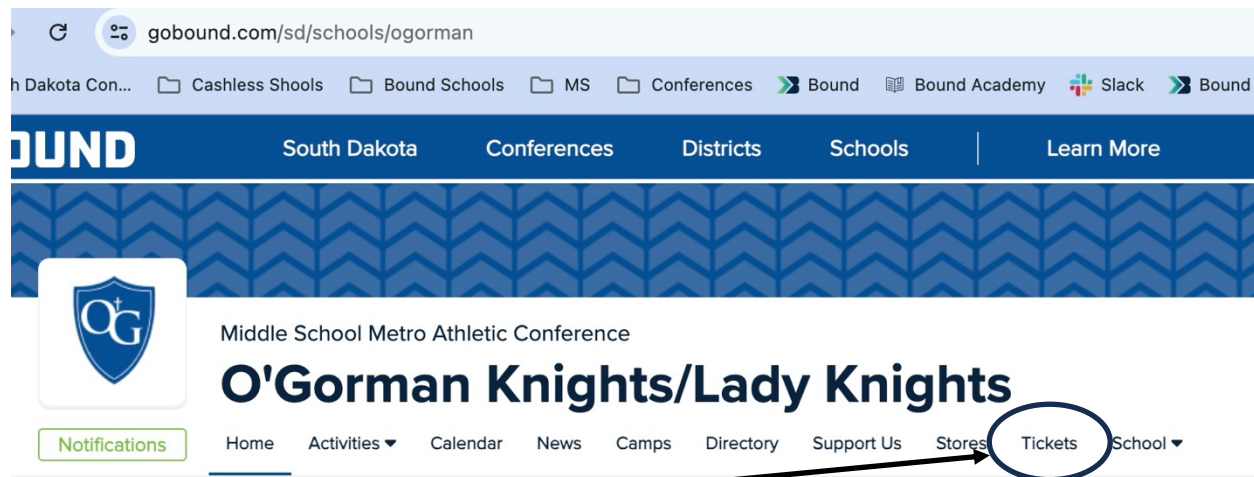 gobound.com/sd/schools/ogorman
h Dakota Con... Cashless Shools Bound Schools MS Conferences Bound Bound Academy Slack Bound
OUND South Dakota Conferences Districts Schools Learn More
OG
Middle School Metro Athletic Conference
O'Gorman Knights/Lady Knights
Notifications Home Activities Calendar News Camps Directory Support Us Stores Tickets School